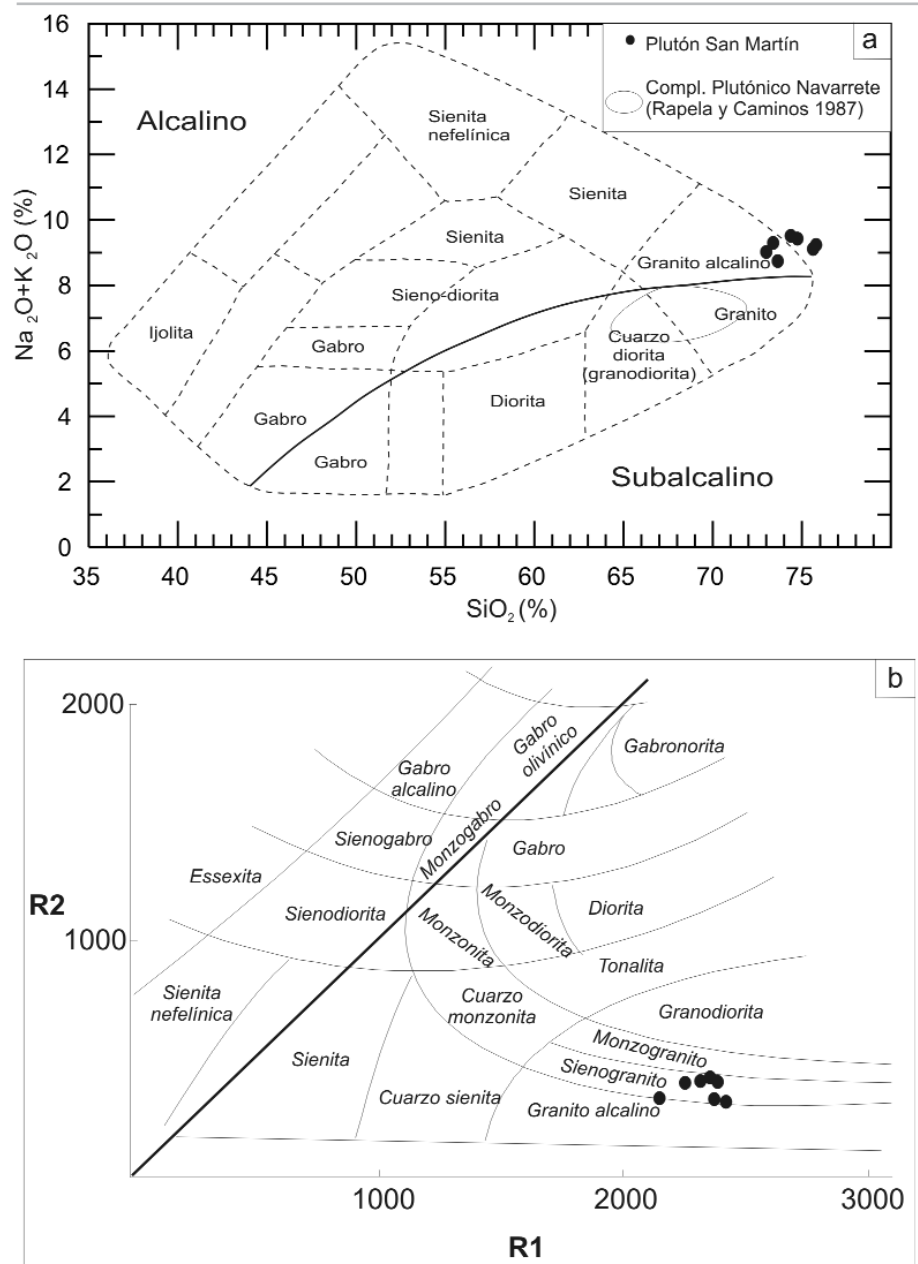 16
14
12
10
8
6
4
2
0
Na2O+K2O (%)
a
Plutón San Martín
Compl. Plutónico Navarrete
(Rapela y Caminos 1987)
Alcalino
Sienita
nefelínica
Sienita
Sienita
Granito alcalino
Sieno-diorita
Ijolita
Gabro
Granito
Cuarzo
diorita
(granodiorita)
Diorita
Gabro
Gabro
Subalcalino
35 40 45 50 55 60 65 70 75
SiO2 (%)
b
2000
Gabro
olivínico
Gabronorita
Gabro
alcalino
Monzogabro
Sienogabro
Gabro
Essexita
R2
Sienodiorita
Monzonita
Monzodiorita
Diorita
1000
Tonalita
Sienita
nefelínica
Cuarzo
monzonita
Granodiorita
Monzogranito
Sienita
Sienogranito
Cuarzo sienita
Granito alcalino
1000 2000 3000
R1